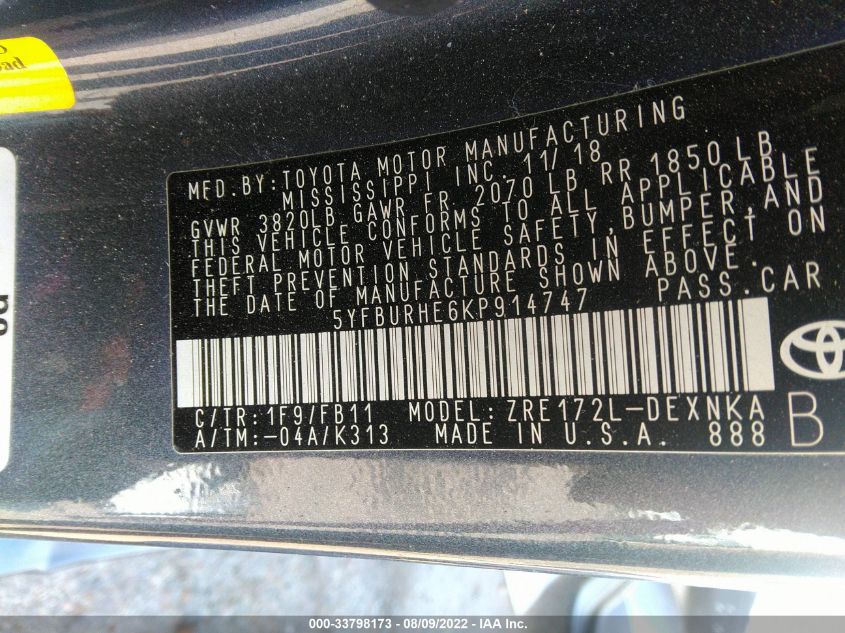 oad
MFD. BY: TOYOTA MOTOR MANUFACTURING
MISSISSIPPI INC. 11/18
GVWR 3820LB GAWR FR 2070 LB RR 1850 LB
THIS VEHICLE CONFORMS TO ALL APPLICABLE
FEDERAL MOTOR VEHICLE SAFETY, BUMPER, AND
THEFT PREVENTION STANDARDS IN EFFECT ON
THE DATE OF MANUFACTURE SHOWN ABOVE.
5YFBURHE6KP914747 PASS. CAR
C/TR: 1F9/FB11 MODEL: ZRE172L-DEXNKA
A/TM: -04A/K313 MADE IN U.S.A. 888 B
000-33798173 - 08/09/2022 - IAA Inc.